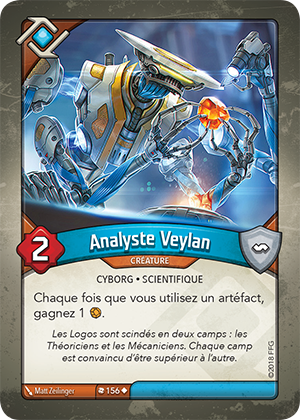 Analyste Veylan
CRÉATURE
2
CYBORG • SCIENTIFIQUE
Chaque fois que vous utilisez un artéfact,
gagnez 1
Les Logos sont scindés en deux camps : les
Théoriciens et les Mécaniciens. Chaque camp
est convaincu d’être supérieur à l’autre.
Matt Zeilinger
156
©2018 FFG